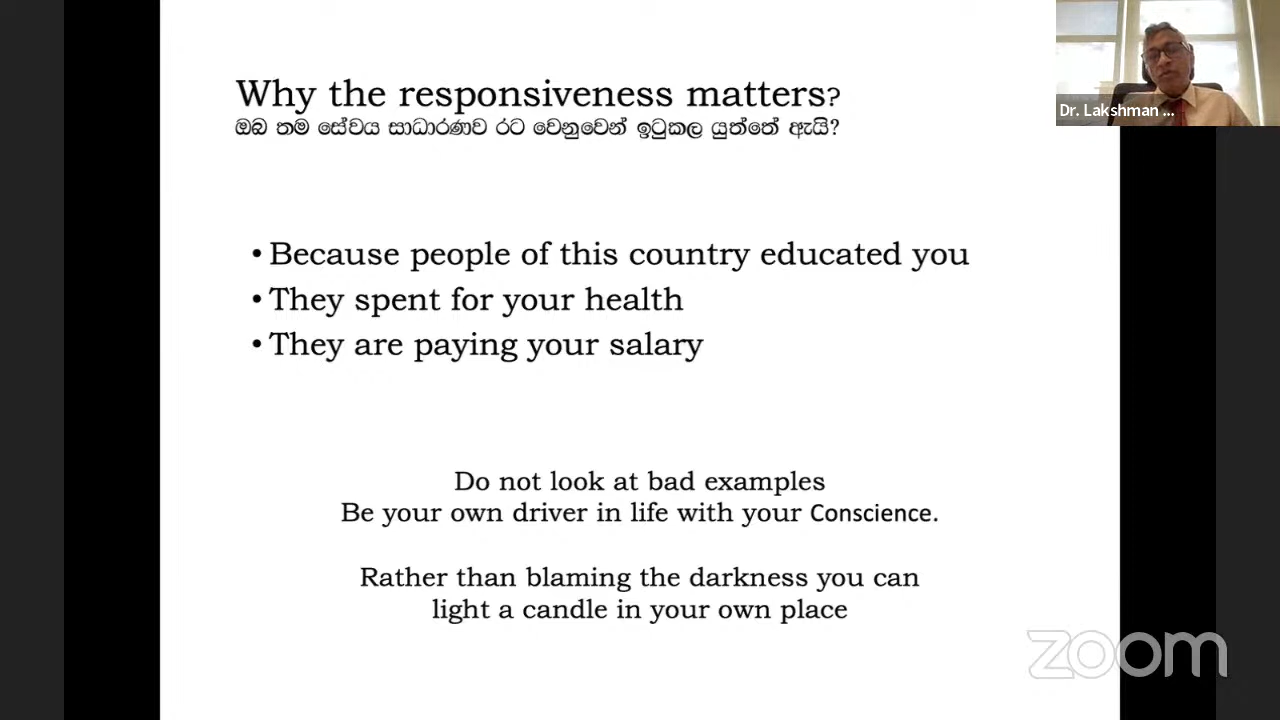 Why the responsiveness matters?
ඔබ තම සේවය සාධාරණව රට වෙනුවෙන් ඉටුකල යුත්තේ ඇයි?
Dr. Lakshman ...
• Because people of this country educated you
• They spent for your health
• They are paying your salary
Do not look at bad examples
Be your own driver in life with your Conscience.
Rather than blaming the darkness you can
light a candle in your own place
zoom